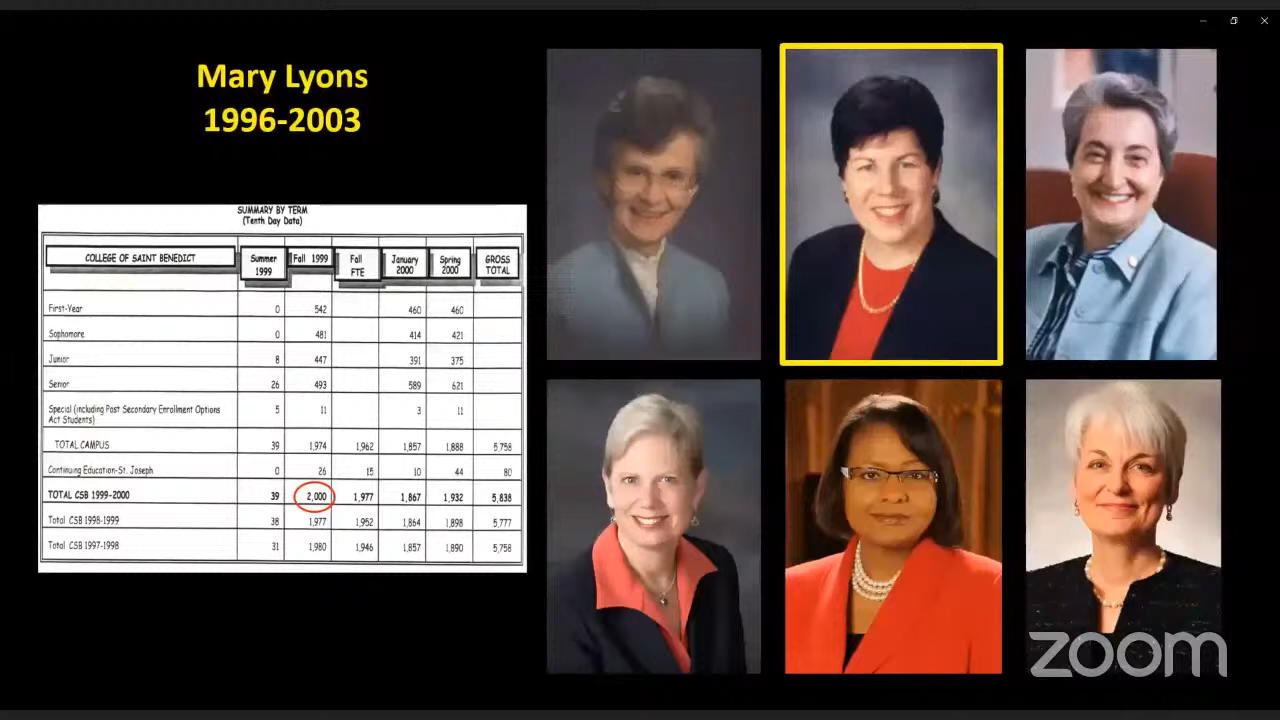 Mary Lyons
1996-2003
SUMMARY BY TERM
(Tenth Day Data)
COLLEGE OF SAINT BENEDICT Summer 1999 Fall 1999 Fall FTE January 2000 Spring 2000 GROSS TOTAL
First-Year 0 542 460 460
Sophomore 0 481 414 421
Junior 8 447 391 375
Senior 26 493 589 621
Special (including Post Secondary Enrollment Options
Act Students) 5 11 3 11
TOTAL CAMPUS 39 1,974 1,962 1,857 1,888 5,758
Continuing Education-St. Joseph 0 26 15 10 44 80
TOTAL CSB 1999-2000 39 2,000 1,977 1,867 1,932 5,838
Total CSB 1998-1999 38 1,977 1,952 1,864 1,898 5,777
Total CSB 1997-1998 31 1,980 1,946 1,857 1,890 5,758
zoom